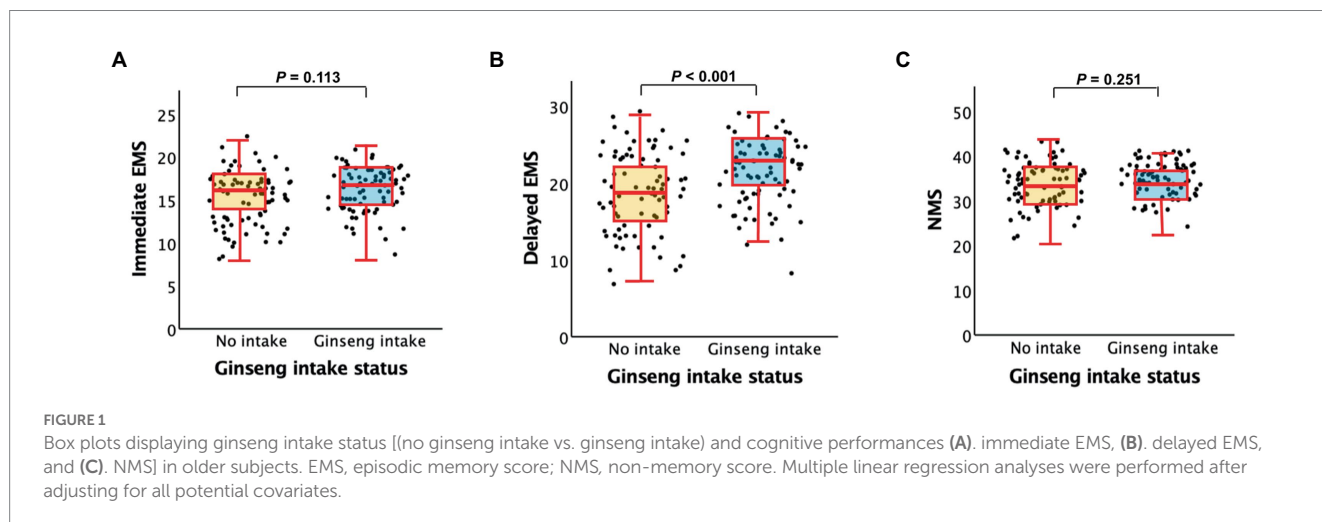 A
P = 0.113
Immediate EMS
25
20
15
10
5
0
No intake
Ginseng intake
Ginseng intake status
B
P < 0.001
Delayed EMS
30
20
10
0
No intake
Ginseng intake
Ginseng intake status
C
P = 0.251
NMS
50
40
30
20
10
0
No intake
Ginseng intake
Ginseng intake status
FIGURE 1
Box plots displaying ginseng intake status [(no ginseng intake vs. ginseng intake) and cognitive performances (A). immediate EMS, (B). delayed EMS,
and (C). NMS] in older subjects. EMS, episodic memory score; NMS, non-memory score. Multiple linear regression analyses were performed after
adjusting for all potential covariates.